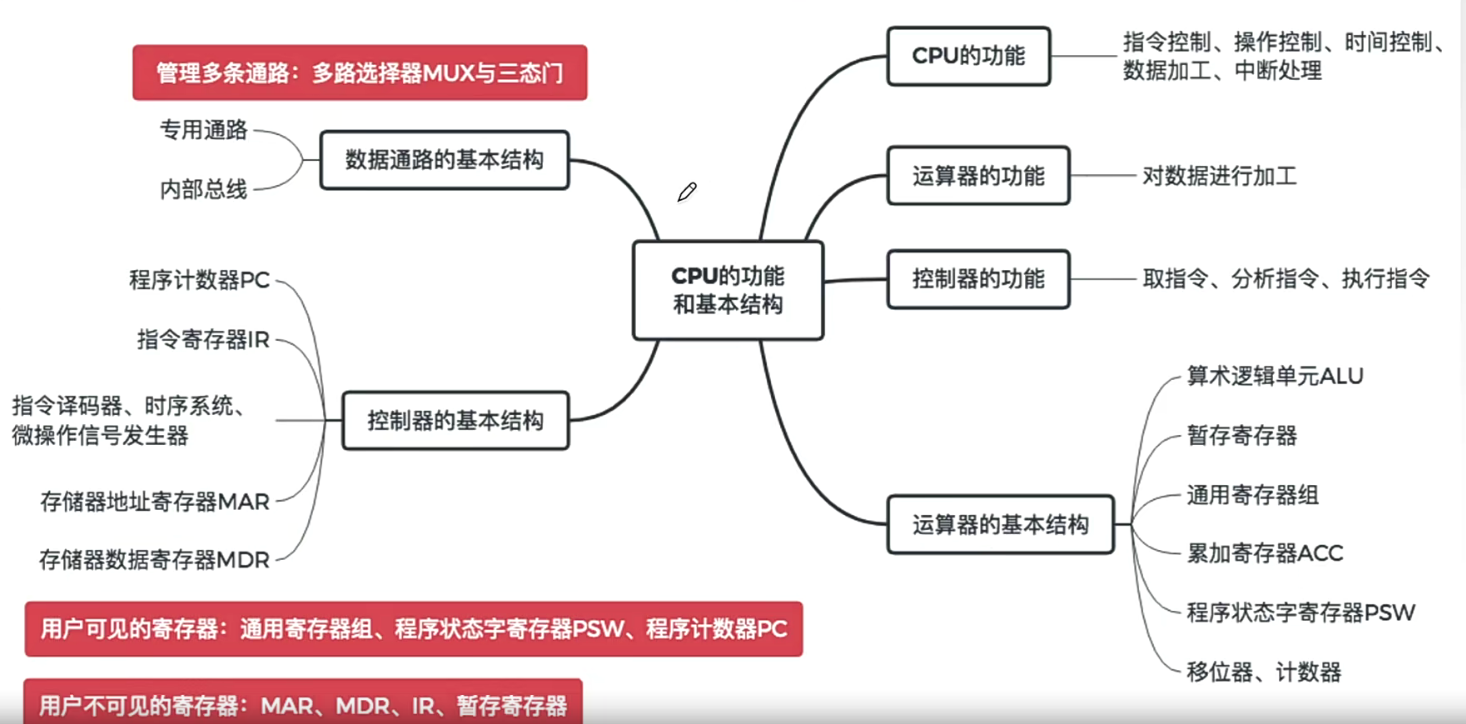 管理多条通路：多路选择器MUX与三态门
专用通路
内部总线
数据通路的基本结构
程序计数器PC
指令寄存器IR
指令译码器、时序系统、
微操作信号发生器
存储器地址寄存器MAR
存储器数据寄存器MDR
控制器的基本结构
用户可见的寄存器：通用寄存器组、程序状态字寄存器PSW、程序计数器PC
用户不可见的寄存器：MAR、MDR、IR、暂存寄存器
CPU的功能
和基本结构
CPU的功能
指令控制、操作控制、时间控制、
数据加工、中断处理
运算器的功能
对数据进行加工
控制器的功能
取指令、分析指令、执行指令
运算器的基本结构
算术逻辑单元ALU
暂存寄存器
通用寄存器组
累加寄存器ACC
程序状态字寄存器PSW
移位器、计数器